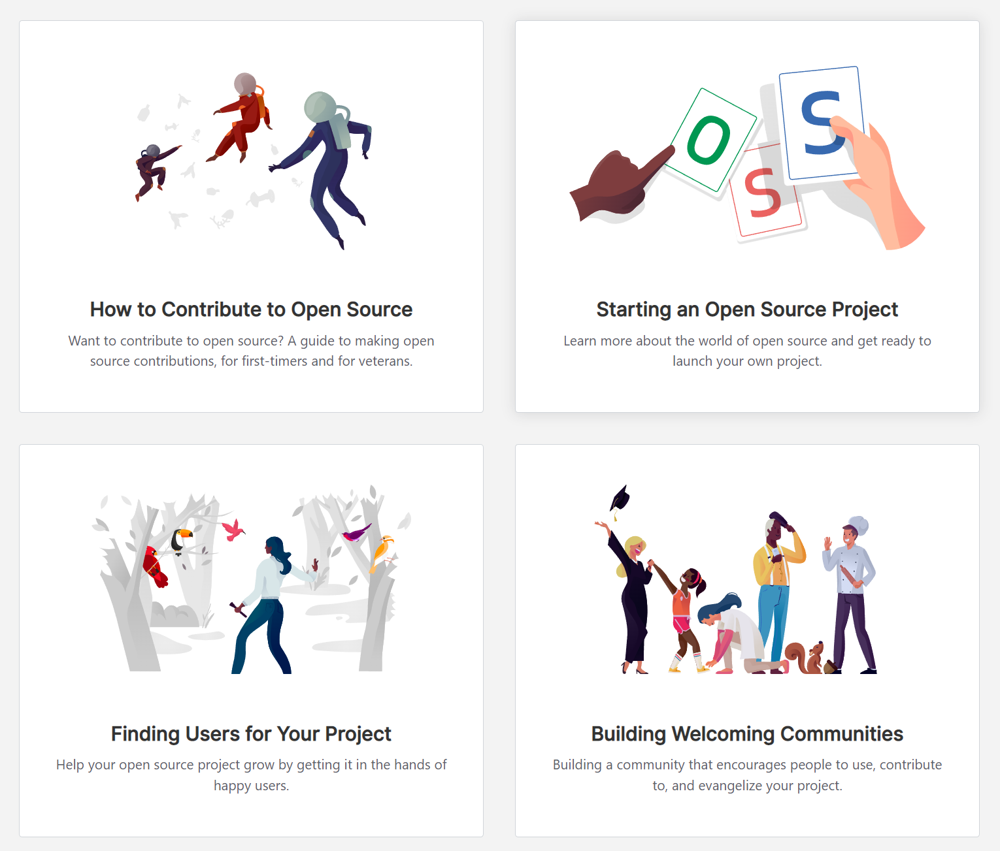 O
S
S
How to Contribute to Open Source
Want to contribute to open source? A guide to making open
source contributions, for first-timers and for veterans.
Starting an Open Source Project
Learn more about the world of open source and get ready to
launch your own project.
Finding Users for Your Project
Help your open source project grow by getting it in the hands of
happy users.
Building Welcoming Communities
Building a community that encourages people to use, contribute
to, and evangelize your project.